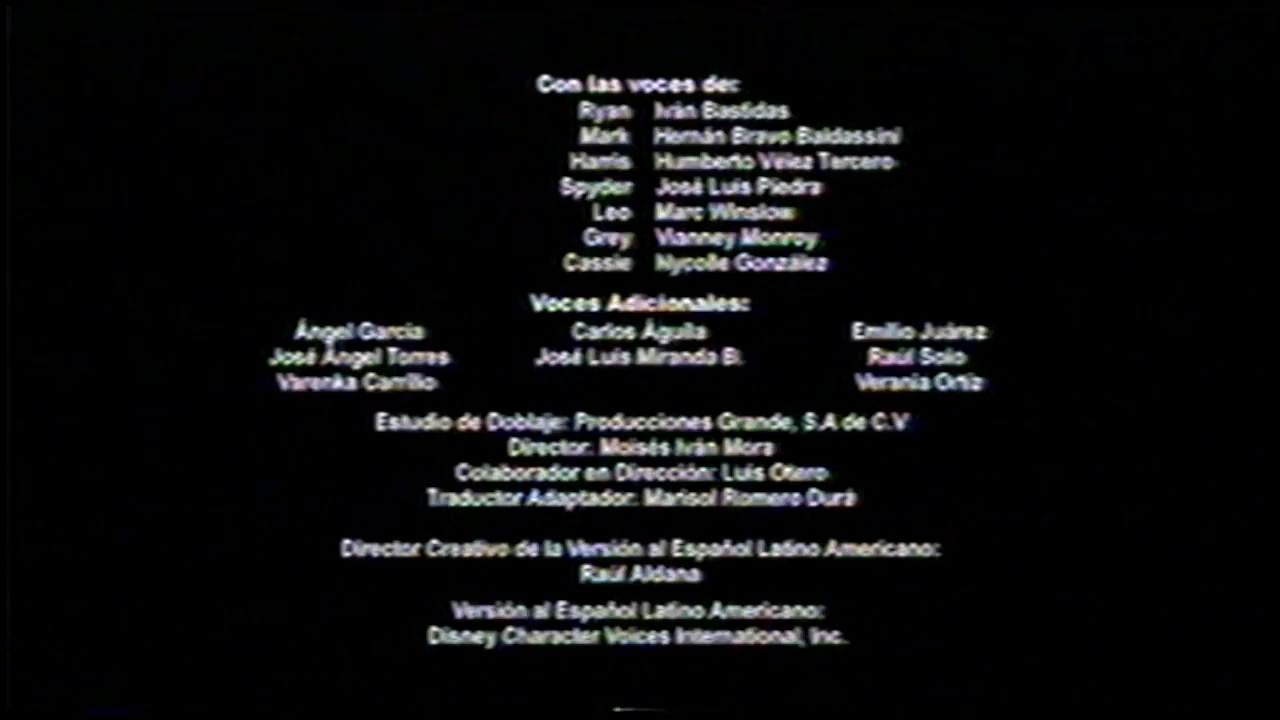 Con las voces de:
Ryan Iván Bastidas
Mark Hernán Bravo Baldassini
Harris Humberto Vélez Tercero
Spyder José Luis Piedra
Leo Marc Winslow
Grey Vianney Monroy
Cassie Nycolle González
Voces Adicionales:
Ángel García Carlos Águila Emilio Juárez
José Ángel Torres José Luis Miranda B. Raúl Solo
Varenka Carrillo Verania Ortiz
Estudio de Doblaje: Producciones Grande, S.A de C.V
Director: Moisés Iván Mora
Colaborador en Dirección: Luis Otero
Traductor Adaptador: Marisol Romero Durá
Director Creativo de la Versión al Español Latino Americano:
Raúl Aldana
Versión al Español Latino Americano:
Disney Character Voices International, Inc.